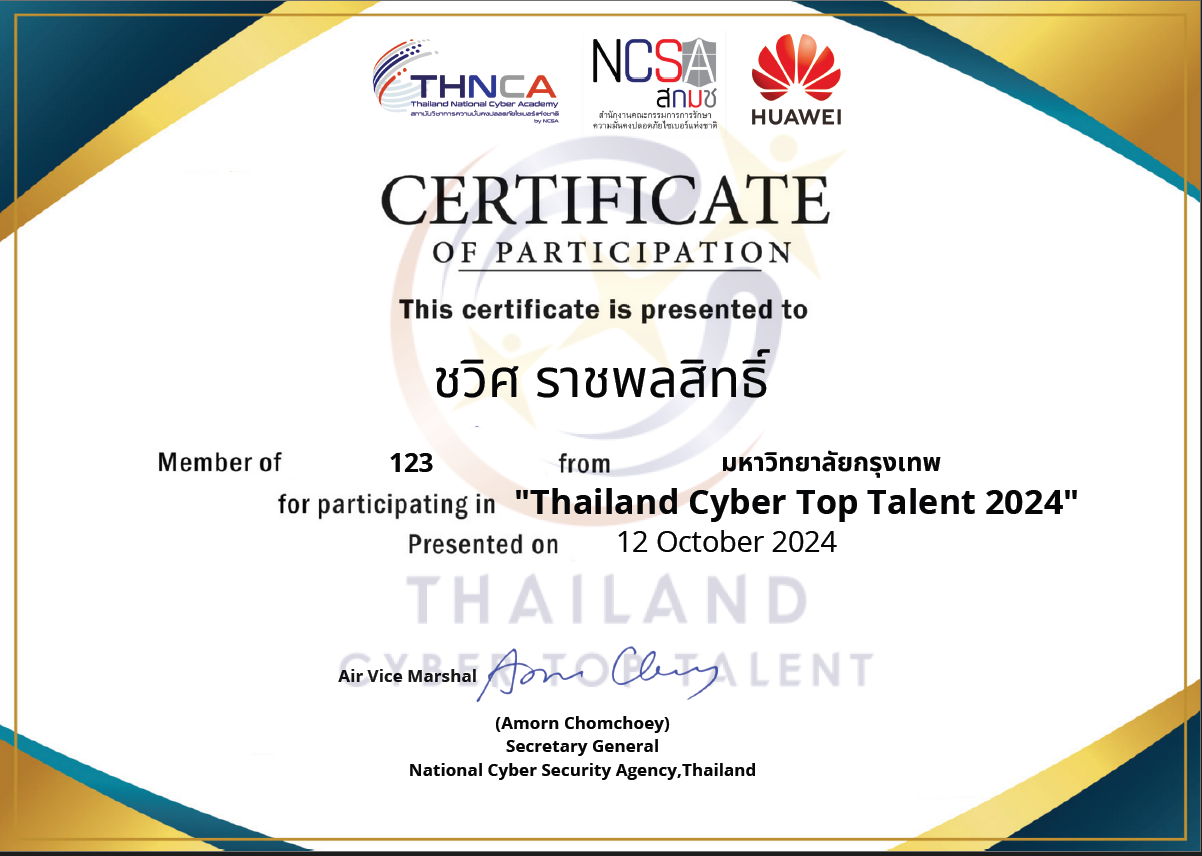 THNCA
Thailand National Cyber Academy
สถาบันวิชาการความมั่นคงปลอดภัยไซเบอร์แห่งชาติ
by NCSA
NCSA
สกมช
สำนักงานคณะกรรมการการรักษา
ความมั่นคงปลอดภัยไซเบอร์แห่งชาติ
HUAWEI
CERTIFICATE
OF PARTICIPATION
This certificate is presented to
ชวิศ ราชพลสิทธิ์
Member of 123 from มหาวิทยาลัยกรุงเทพ
for participating in "Thailand Cyber Top Talent 2024"
Presented on 12 October 2024
THAILAND
CYBER TOP TALENT
Air Vice Marshal
(Amorn Chomchoey)
Secretary General
National Cyber Security Agency,Thailand